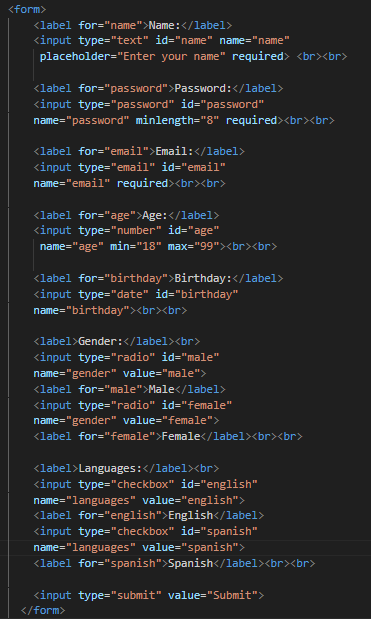 <form>
<label for="name">Name:</label>
<input type="text" id="name" name="name"
placeholder="Enter your name" required> <br><br>
<label for="password">Password:</label>
<input type="password" id="password"
name="password" minlength="8" required><br><br>
<label for="email">Email:</label>
<input type="email" id="email"
name="email" required><br><br>
<label for="age">Age:</label>
<input type="number" id="age"
name="age" min="18" max="99"><br><br>
<label for="birthday">Birthday:</label>
<input type="date" id="birthday"
name="birthday"><br><br>
<label>Gender:</label><br>
<input type="radio" id="male"
name="gender" value="male">
<label for="male">Male</label>
<input type="radio" id="female"
name="gender" value="female">
<label for="female">Female</label><br><br>
<label>Languages:</label><br>
<input type="checkbox" id="english"
name="languages" value="english">
<label for="english">English</label>
<input type="checkbox" id="spanish"
name="languages" value="spanish">
<label for="spanish">Spanish</label><br><br>
<input type="submit" value="Submit">
</form>